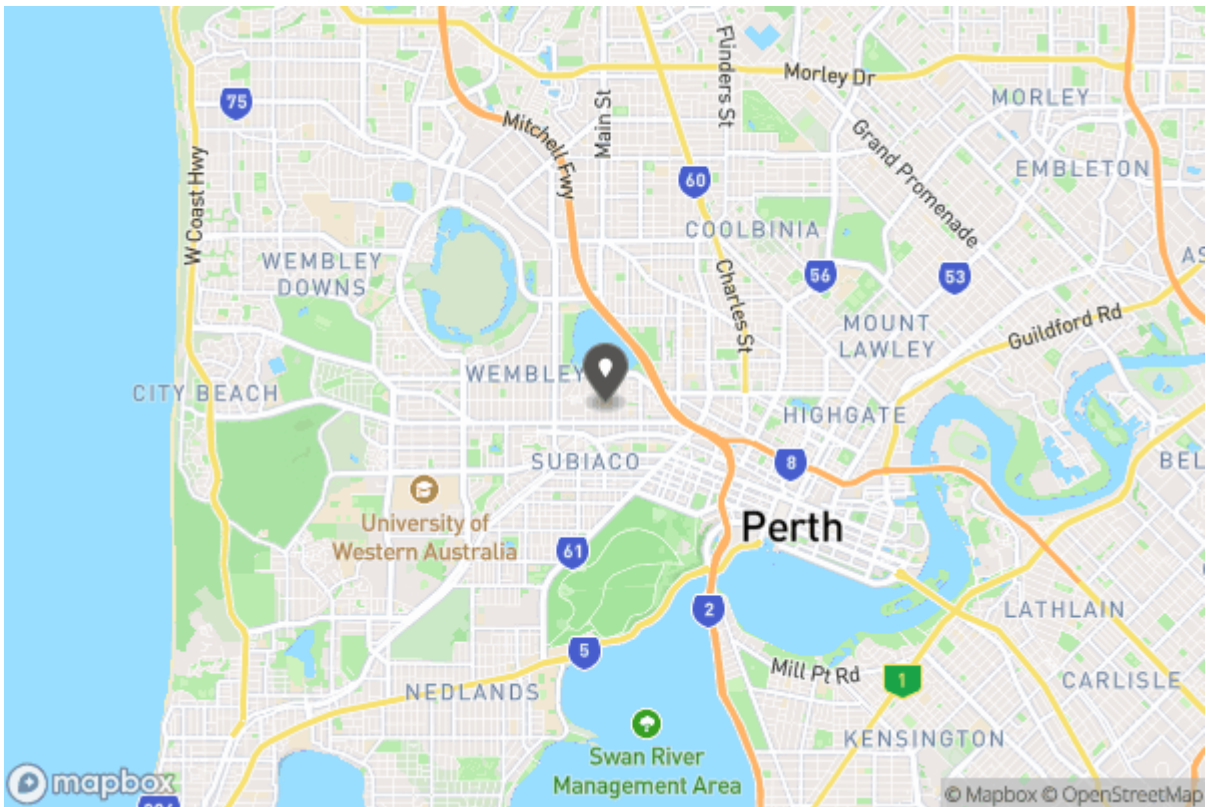 Flinders St
Morley Dr
MORLEY
75
Main St
Mitchell Fwy
Grand Promenade
EMBLETON
W Coast Hwy
60
COOLBINIA
WEMBLEY
DOWNS
56
53
Charles St
MOUNT
LAWLEY
Guildford Rd
WEMBLEY
CITY BEACH
HIGHGATE
SUBIACO
8
University of
Western Australia
Perth
61
2
LATHLAIN
5
Mill Pt Rd
1
CARLISLE
NEDLANDS
Swan River
Management Area
KENSINGTON
mapbox
© Mapbox © OpenStreetMap